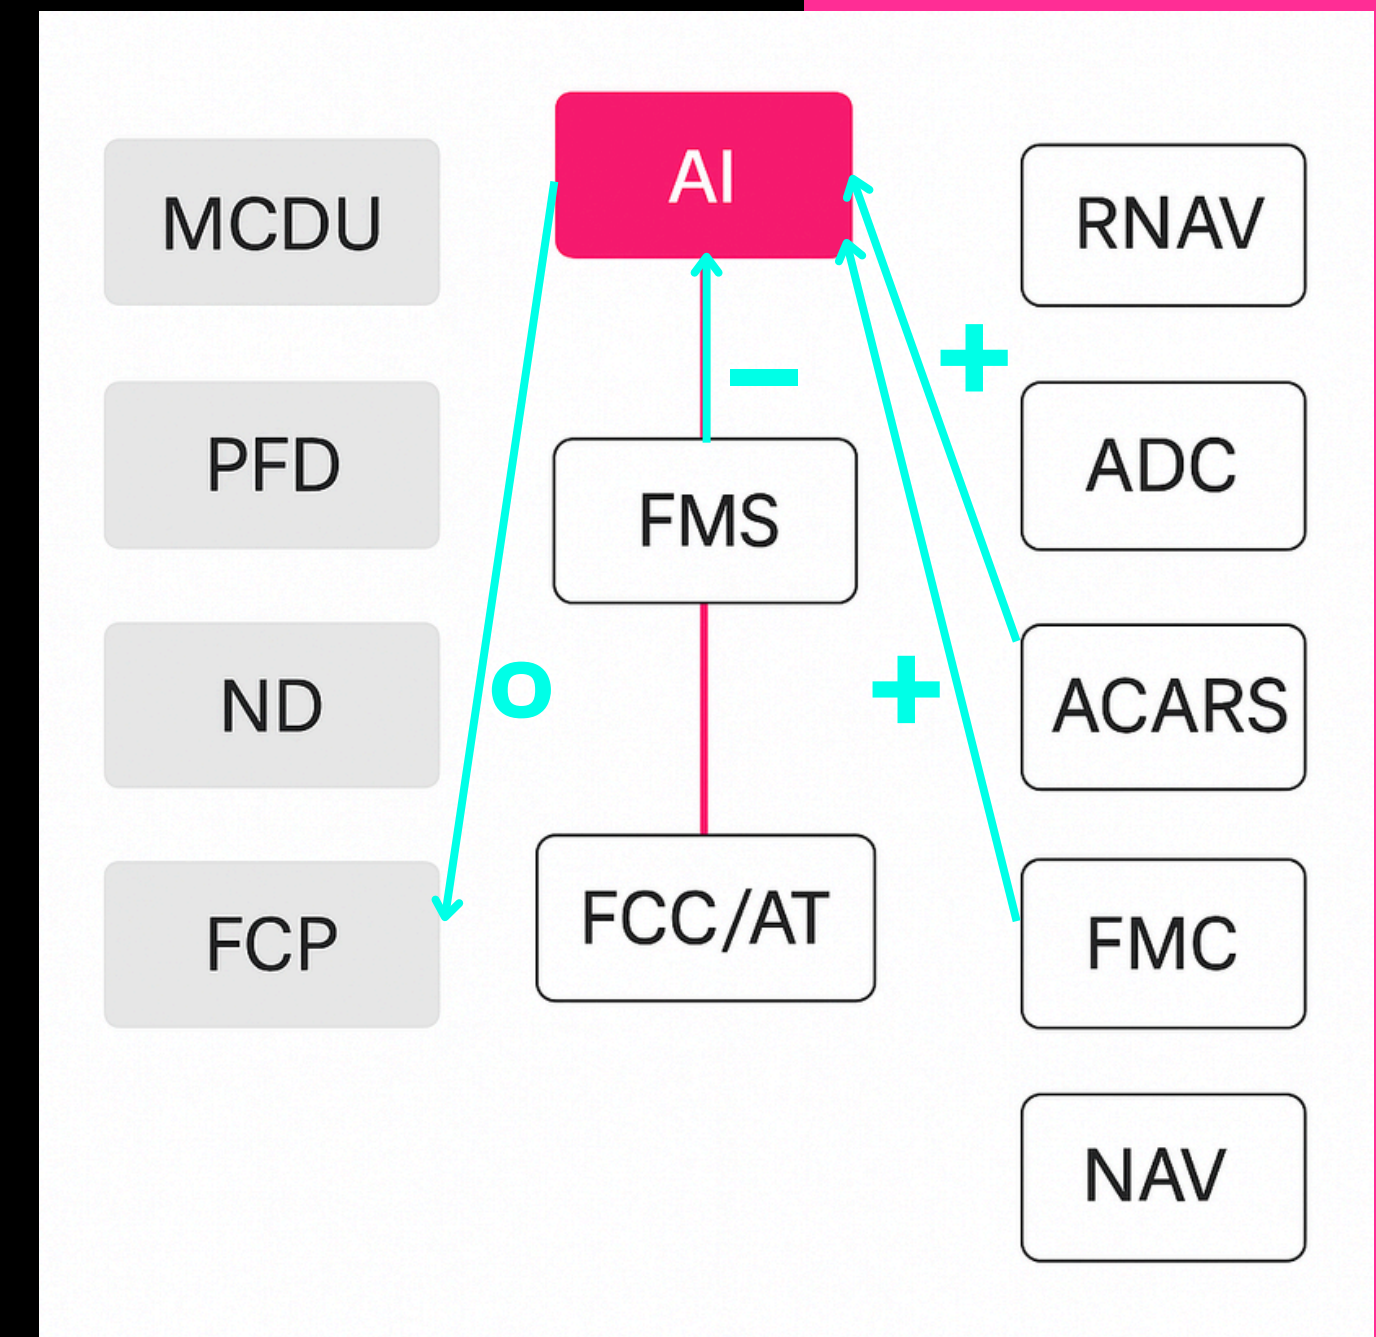 AI
MCDU
RNAV
+
−
PFD
ADC
FMS
o
+
ND
ACARS
FCP
FCC/AT
FMC
NAV